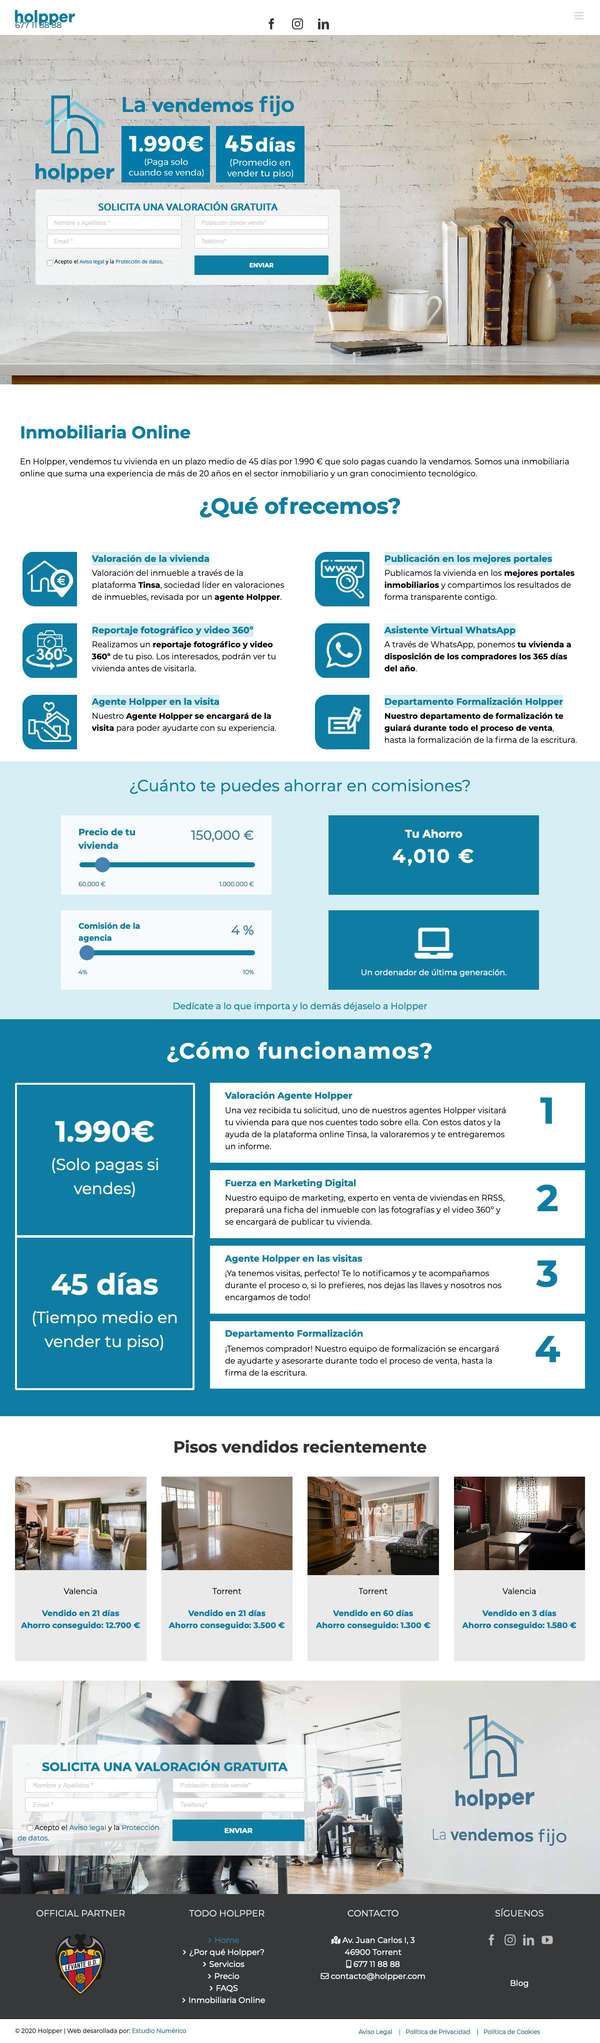 holpper
677 11 88 88
La vendemos fijo
holpper
1.990€
(Paga solo
cuando se venda)
45 días
(Promedio en
vender tu piso)
SOLICITA UNA VALORACIÓN GRATUITA
Nombre y Apellidos *
Población dónde vende*
Email *
Teléfono*
Acepto el Aviso legal y la Protección de datos.
ENVIAR
Inmobiliaria Online
En Holpper, vendemos tu vivienda en un plazo medio de 45 días por 1.990 € que solo pagas cuando la vendamos. Somos una inmobiliaria
online que suma una experiencia de más de 20 años en el sector inmobiliario y un gran conocimiento tecnológico.
¿Qué ofrecemos?
Valoración de la vivienda
Valoración del inmueble a través de la
plataforma Tinsa, sociedad líder en valoraciones
de inmuebles, revisada por un agente Holpper.
WWW
Publicación en los mejores portales
Publicamos la vivienda en los mejores portales
inmobiliarios y compartimos los resultados de
forma transparente contigo.
360°
Reportaje fotográfico y video 360º
Realizamos un reportaje fotográfico y video
360º de tu piso. Los interesados, podrán ver tu
vivienda antes de visitarla.
Asistente Virtual WhatsApp
A través de WhatsApp, ponemos tu vivienda a
disposición de los compradores los 365 días
del año.
Agente Holpper en la visita
Nuestro Agente Holpper se encargará de la
visita para poder ayudarte con su experiencia.
Departamento Formalización Holpper
Nuestro departamento de formalización te
guiará durante todo el proceso de venta,
hasta la formalización de la firma de la escritura.
¿Cuánto te puedes ahorrar en comisiones?
Precio de tu
vivienda
150,000 €
60.000 €
1.000.000 €
Tu Ahorro
4,010 €
Comisión de la
agencia
4 %
4%
10%
Un ordenador de última generación.
Dedícate a lo que importa y lo demás déjaselo a Holpper
¿Cómo funcionamos?
1.990€
(Solo pagas si
vendes)
45 días
(Tiempo medio en
vender tu piso)
Valoración Agente Holpper
Una vez recibida tu solicitud, uno de nuestros agentes Holpper visitará
tu vivienda para que nos cuentes todo sobre ella. Con estos datos y la
ayuda de la plataforma online Tinsa, la valoraremos y te entregaremos
un informe.
1
Fuerza en Marketing Digital
Nuestro equipo de marketing, experto en venta de viviendas en RRSS,
preparará una ficha del inmueble con las fotografías y el video 360º y
se encargará de publicar tu vivienda.
2
Agente Holpper en las visitas
¡Ya tenemos visitas, perfecto! Te lo notificamos y te acompañamos
durante el proceso o, si lo prefieres, nos dejas las llaves y nosotros nos
encargamos de todo!
3
Departamento Formalización
¡Tenemos comprador! Nuestro equipo de formalización se encargará
de ayudarte y asesorarte durante todo el proceso de venta, hasta la
firma de la escritura.
4
Pisos vendidos recientemente
Valencia
Vendido en 21 días
Ahorro conseguido: 12.700 €
Torrent
Vendido en 21 días
Ahorro conseguido: 3.500 €
Torrent
Vendido en 60 días
Ahorro conseguido: 1.300 €
Valencia
Vendido en 3 días
Ahorro conseguido: 1.580 €
SOLICITA UNA VALORACIÓN GRATUITA
Nombre y Apellidos *
Población dónde vende*
Email *
Teléfono*
Acepto el Aviso legal y la Protección
de datos.
ENVIAR
holpper
La vendemos fijo
OFFICIAL PARTNER
LEVANTE U.D.
TODO HOLPPER
Home
¿Por qué Holpper?
Servicios
Precio
FAQS
Inmobiliaria Online
CONTACTO
Av. Juan Carlos I, 3
46900 Torrent
677 11 88 88
contacto@holpper.com
SÍGUENOS
Blog
© 2020 Holpper | Web desarollada por: Estudio Numérico
Aviso Legal | Política de Privacidad | Política de Cookies